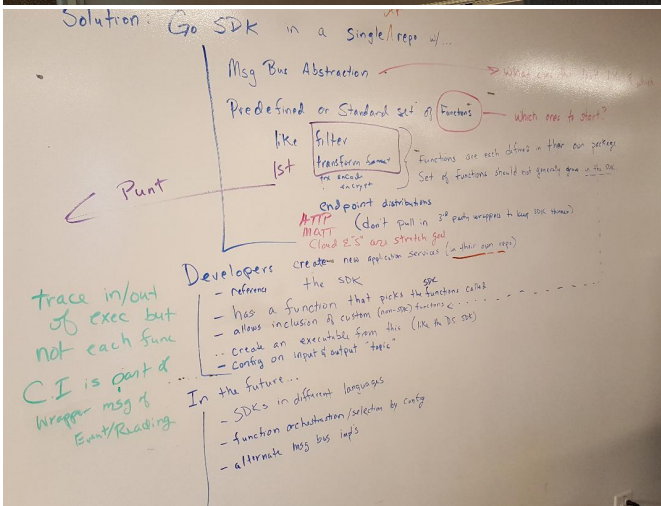 Solution: Go SDK in a single repo w/...
Msg Bus Abstraction
Predefined or Standard set of Functions
which ones to start?
like filter
1st transform format
Functions are each defined in their own package
Set of functions should not generally grow in the
Punt
endpoint distributions
HTTP
(don't pull in 3rd party wrappers to keep SDK thinner)
MQTT
Cloud E "S" are stretch goal
Developers create new application services (in their own repo)
- reference the SDK
- has a function that picks the SDK functions called
- allows inclusion of custom (non-SDK) functions
- create an executable from this (like the DS SDK)
- config on input & output "topic"
trace in/out
of exec but
not each func
C.I is part of
wrapper msg of
Event/Reading
In the future...
- SDKs in different languages
- function orchestration/selection by config
- alternate msg bus imp's